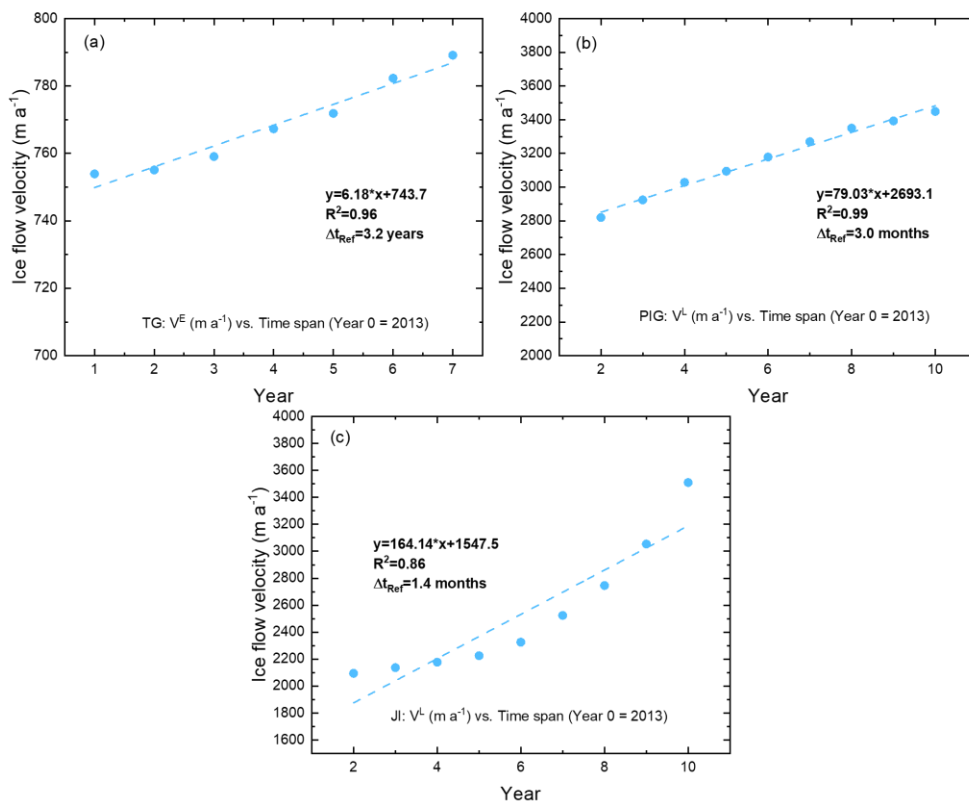 (a)
800
780
760
740
720
700
Ice flow velocity (m a⁻¹)
y=6.18*x+743.7
R²=0.96
Δt_Ref=3.2 years
TG: Vᴱ (m a⁻¹) vs. Time span (Year 0 = 2013)
1 2 3 4 5 6 7
Year
(b)
4000
3800
3600
3400
3200
3000
2800
2600
2400
2200
2000
Ice flow velocity (m a⁻¹)
y=79.03*x+2693.1
R²=0.99
Δt_Ref=3.0 months
PIG: Vᴸ (m a⁻¹) vs. Time span (Year 0 = 2013)
2 4 6 8 10
Year
(c)
4000
3800
3600
3400
3200
3000
2800
2600
2400
2200
2000
1800
1600
Ice flow velocity (m a⁻¹)
y=164.14*x+1547.5
R²=0.86
Δt_Ref=1.4 months
JI: Vᴸ (m a⁻¹) vs. Time span (Year 0 = 2013)
2 4 6 8 10
Year